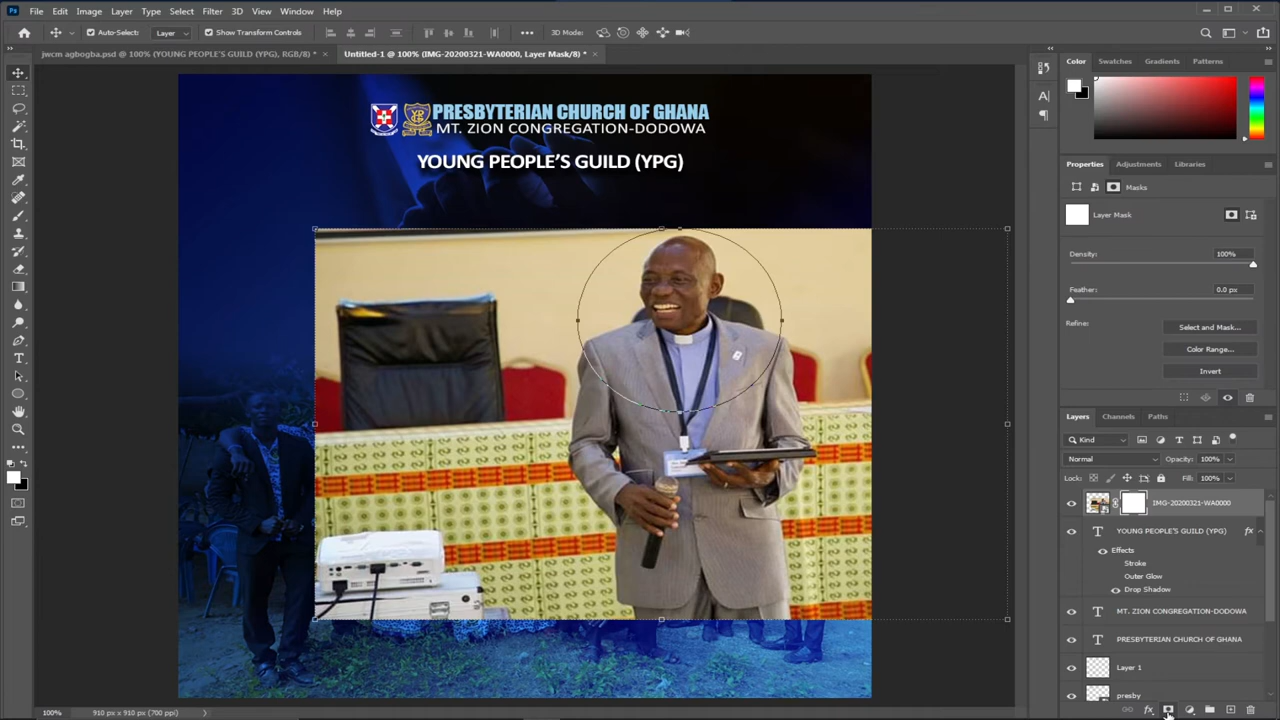 File Edit Image Layer Type Select Filter 3D View Window Help
Auto-Select: Layer Show Transform Controls 3D Mode:
jwcm agbogba.psd @ 100% (YOUNG PEOPLE'S GUILD (YPG), RGB/8) * × Untitled-1 @ 100% (IMG-20200321-WA0000, Layer Mask/8) * ×
PRESBYTERIAN CHURCH OF GHANA
MT. ZION CONGREGATION-DODOWA
YOUNG PEOPLE'S GUILD (YPG)
Color Swatches Gradients Patterns
Properties Adjustments Libraries
Masks
Layer Mask
Density: 100%
Feather: 0.0 px
Refine: Select and Mask...
Color Range...
Invert
Layers Channels Paths
Kind
Normal Opacity: 100%
Lock: Fill: 100%
IMG-20200321-WA0000
YOUNG PEOPLE'S GUILD (YPG) fx
Effects
Stroke
Outer Glow
Drop Shadow
MT. ZION CONGREGATION-DODOWA
PRESBYTERIAN CHURCH OF GHANA
Layer 1
presby
100% 910 px x 910 px (700 ppi)